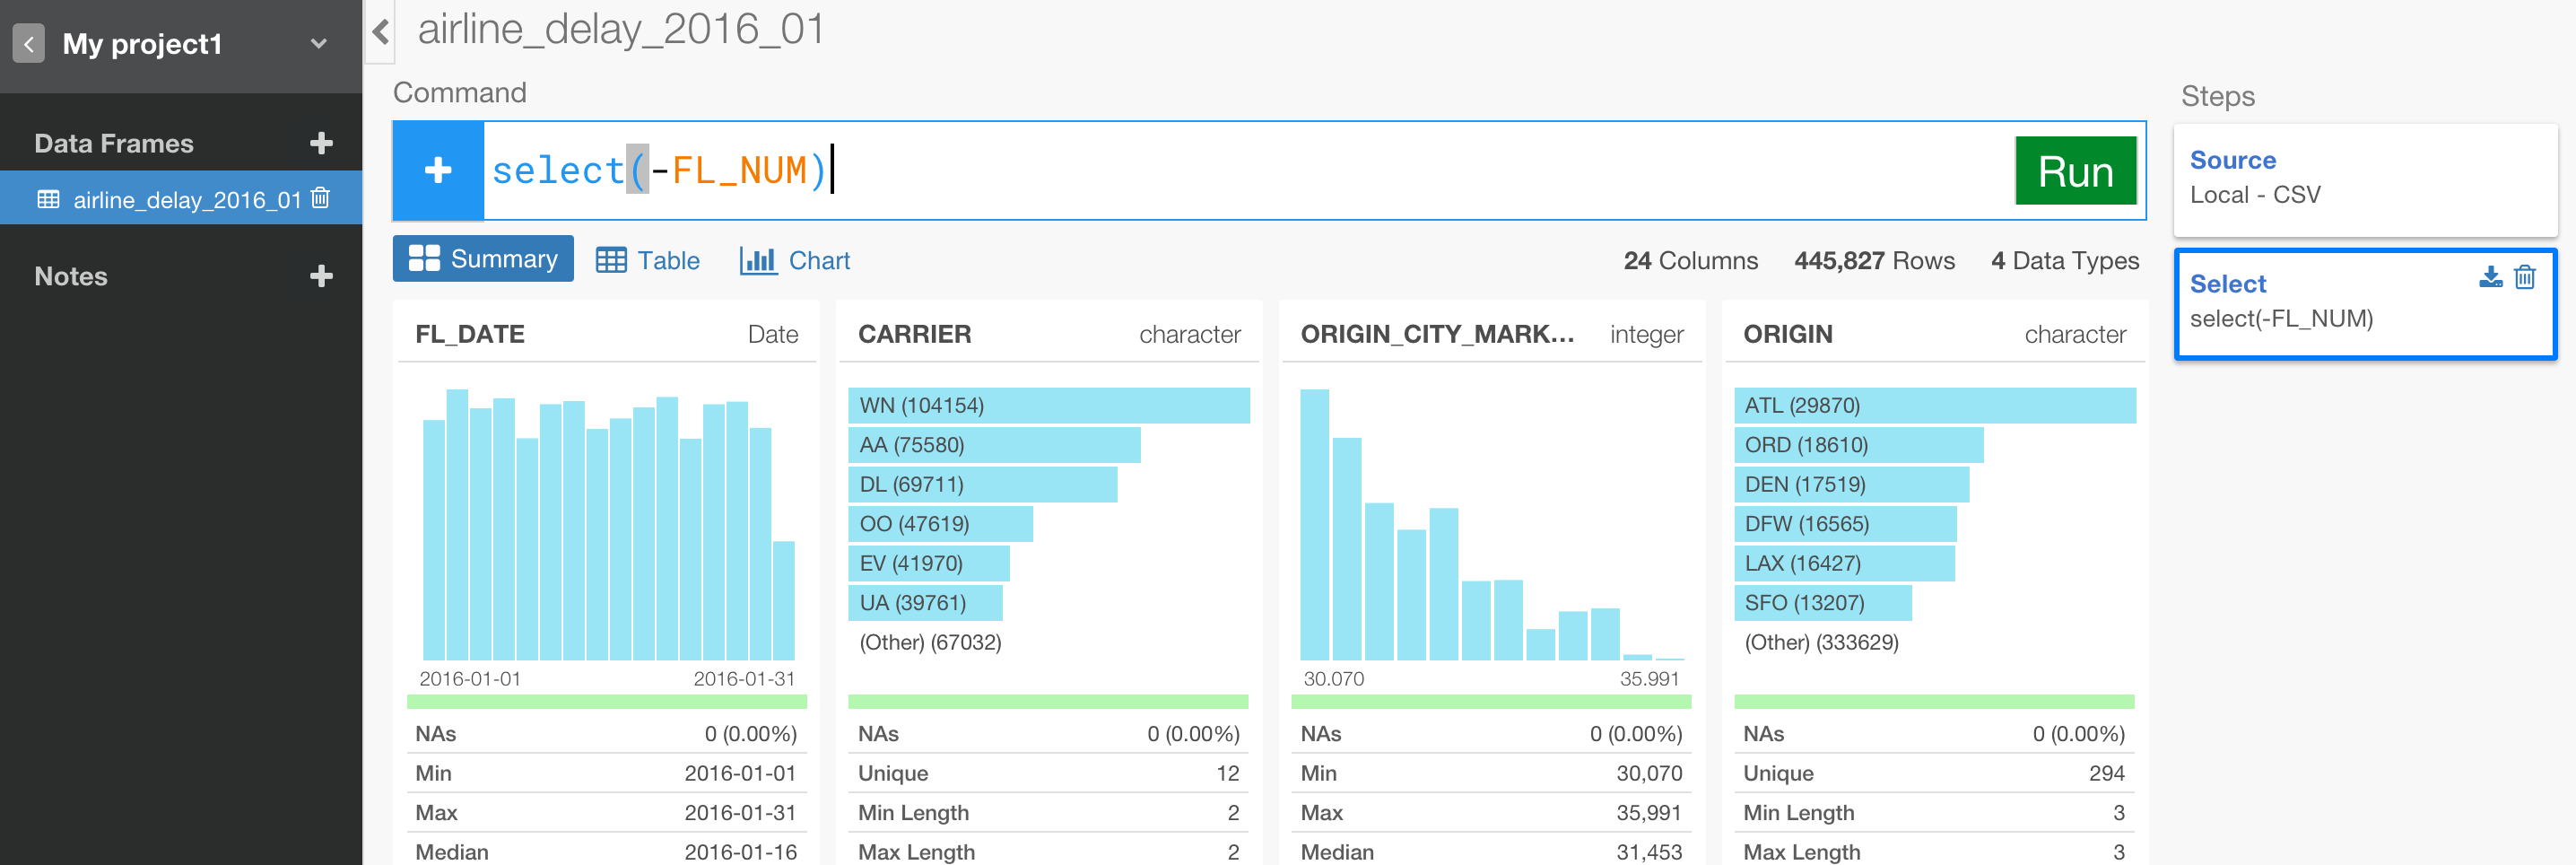 My project1
Data Frames
airline_delay_2016_01
Notes
airline_delay_2016_01
Command
select(-FL_NUM)
Run
Summary
Table
Chart
24 Columns 445,827 Rows 4 Data Types
FL_DATE Date
2016-01-01 2016-01-31
NAs 0 (0.00%)
Min 2016-01-01
Max 2016-01-31
Median 2016-01-16
CARRIER character
WN (104154)
AA (75580)
DL (69711)
OO (47619)
EV (41970)
UA (39761)
(Other) (67032)
NAs 0 (0.00%)
Unique 12
Min Length 2
Max Length 2
ORIGIN_CITY_MARK... integer
30.070 35.991
NAs 0 (0.00%)
Min 30,070
Max 35,991
Median 31,453
ORIGIN character
ATL (29870)
ORD (18610)
DEN (17519)
DFW (16565)
LAX (16427)
SFO (13207)
(Other) (333629)
NAs 0 (0.00%)
Unique 294
Min Length 3
Max Length 3
Steps
Source
Local - CSV
Select
select(-FL_NUM)